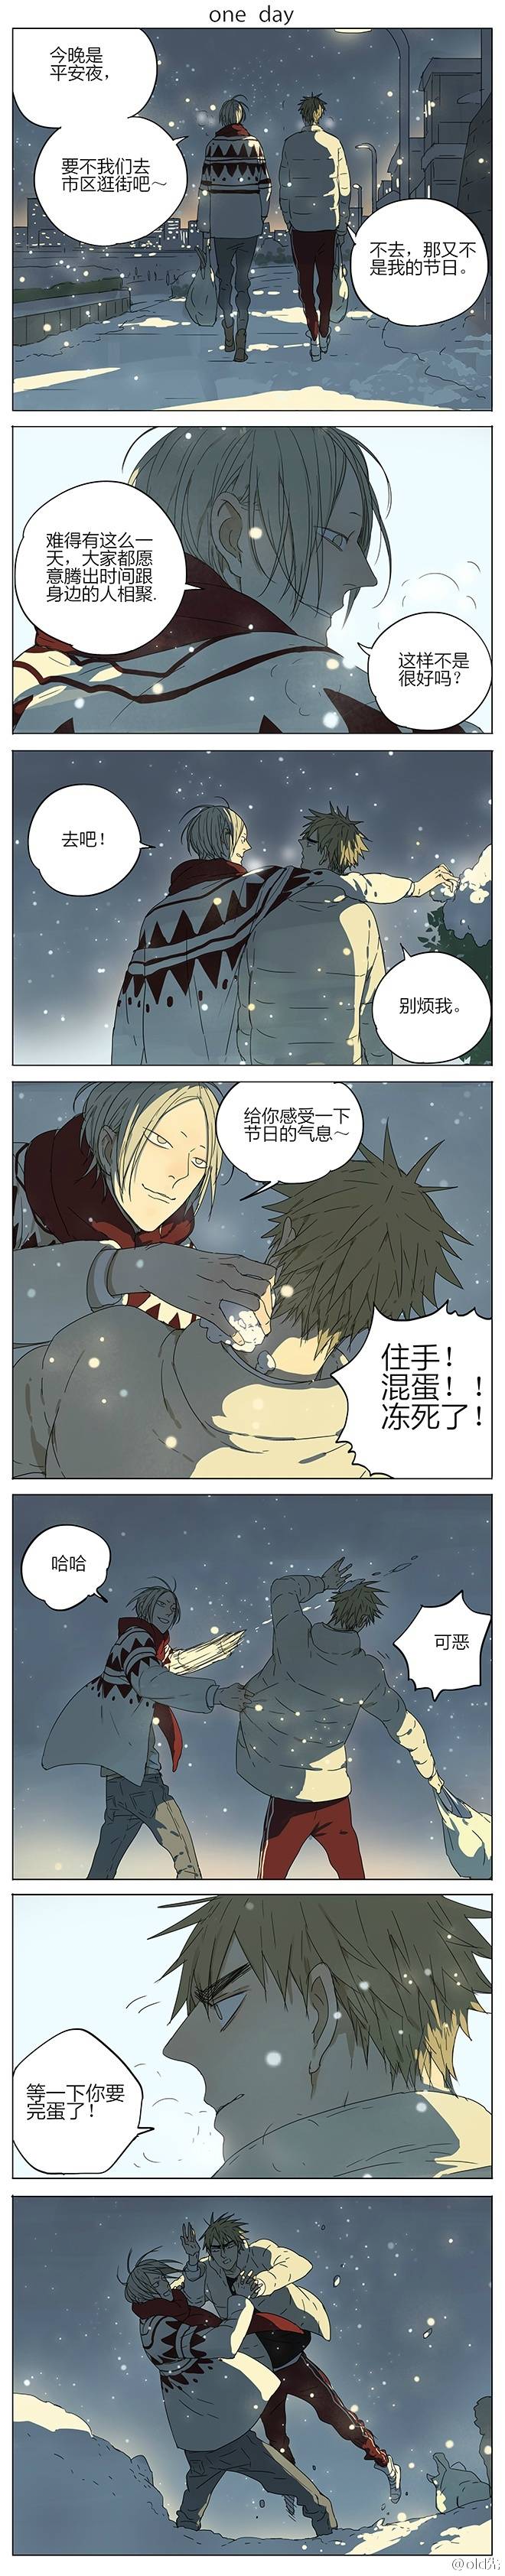 one day
今晚是
平安夜，
要不我们去
市区逛街吧～
不去，那又不
是我的节日。
难得有这么一
天，大家都愿
意腾出时间跟
身边的人相聚.
这样不是
很好吗？
去吧！
别烦我。
给你感受一下
节日的气息～
住手！
混蛋！！
冻死了！
哈哈
可恶
等一下你要
完蛋了！
@old先